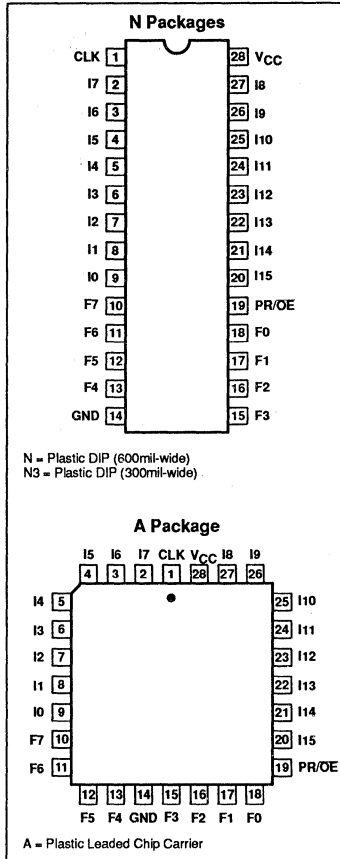 N Packages
CLK 1 28 VCC
I7 2 27 I8
I6 3 26 I9
I5 4 25 I10
I4 5 24 I11
I3 6 23 I12
I2 7 22 I13
I1 8 21 I14
I0 9 20 I15
F7 10 19 PR/O̅E̅
F6 11 18 F0
F5 12 17 F1
F4 13 16 F2
GND 14 15 F3
N = Plastic DIP (600mil-wide)
N3 = Plastic DIP (300mil-wide)
A Package
I5 I6 I7 CLK VCC I8 I9
4 3 2 1 28 27 26
I4 5 25 I10
I3 6 24 I11
I2 7 23 I12
I1 8 22 I13
I0 9 21 I14
F7 10 20 I15
F6 11 19 PR/O̅E̅
12 13 14 15 16 17 18
F5 F4 GND F3 F2 F1 F0
A = Plastic Leaded Chip Carrier